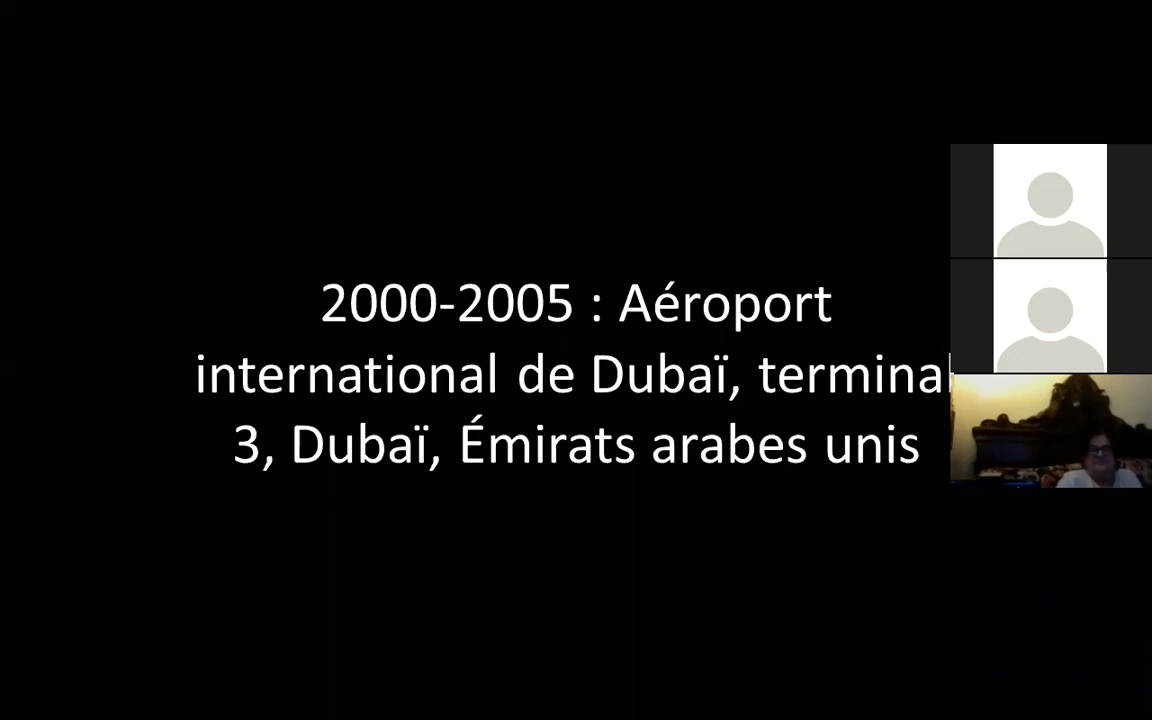 2000-2005 : Aéroport
international de Dubaï, terminal
3, Dubaï, Émirats arabes unis